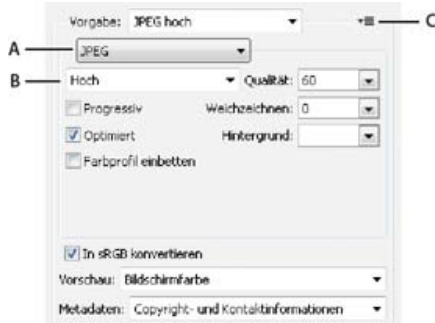 Vorgabe: JPEG hoch
C
A
JPEG
B
Hoch Qualität: 60
Progressiv Weichzeichnen: 0
Optimiert Hintergrund:
Farbprofil einbetten
In sRGB konvertieren
Vorschau: Bildschirmfarbe
Metadaten: Copyright- und Kontaktinformationen